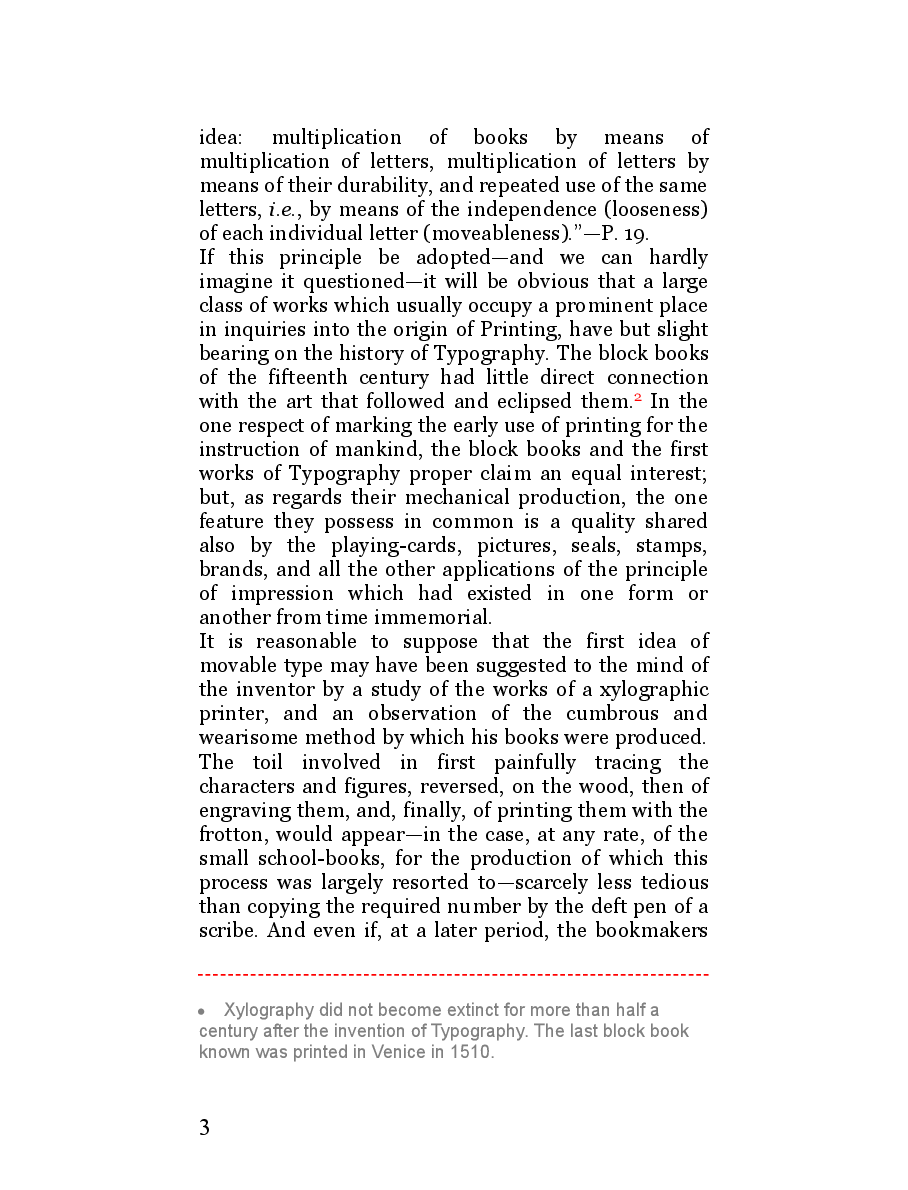 idea: multiplication of books by means of
multiplication of letters, multiplication of letters by
means of their durability, and repeated use of the same
letters, i.e., by means of the independence (looseness)
of each individual letter (moveableness).”—P. 19.
If this principle be adopted—and we can hardly
imagine it questioned—it will be obvious that a large
class of works which usually occupy a prominent place
in inquiries into the origin of Printing, have but slight
bearing on the history of Typography. The block books
of the fifteenth century had little direct connection
with the art that followed and eclipsed them.2 In the
one respect of marking the early use of printing for the
instruction of mankind, the block books and the first
works of Typography proper claim an equal interest;
but, as regards their mechanical production, the one
feature they possess in common is a quality shared
also by the playing-cards, pictures, seals, stamps,
brands, and all the other applications of the principle
of impression which had existed in one form or
another from time immemorial.
It is reasonable to suppose that the first idea of
movable type may have been suggested to the mind of
the inventor by a study of the works of a xylographic
printer, and an observation of the cumbrous and
wearisome method by which his books were produced.
The toil involved in first painfully tracing the
characters and figures, reversed, on the wood, then of
engraving them, and, finally, of printing them with the
frotton, would appear—in the case, at any rate, of the
small school-books, for the production of which this
process was largely resorted to—scarcely less tedious
than copying the required number by the deft pen of a
scribe. And even if, at a later period, the bookmakers
• Xylography did not become extinct for more than half a
century after the invention of Typography. The last block book
known was printed in Venice in 1510.
3